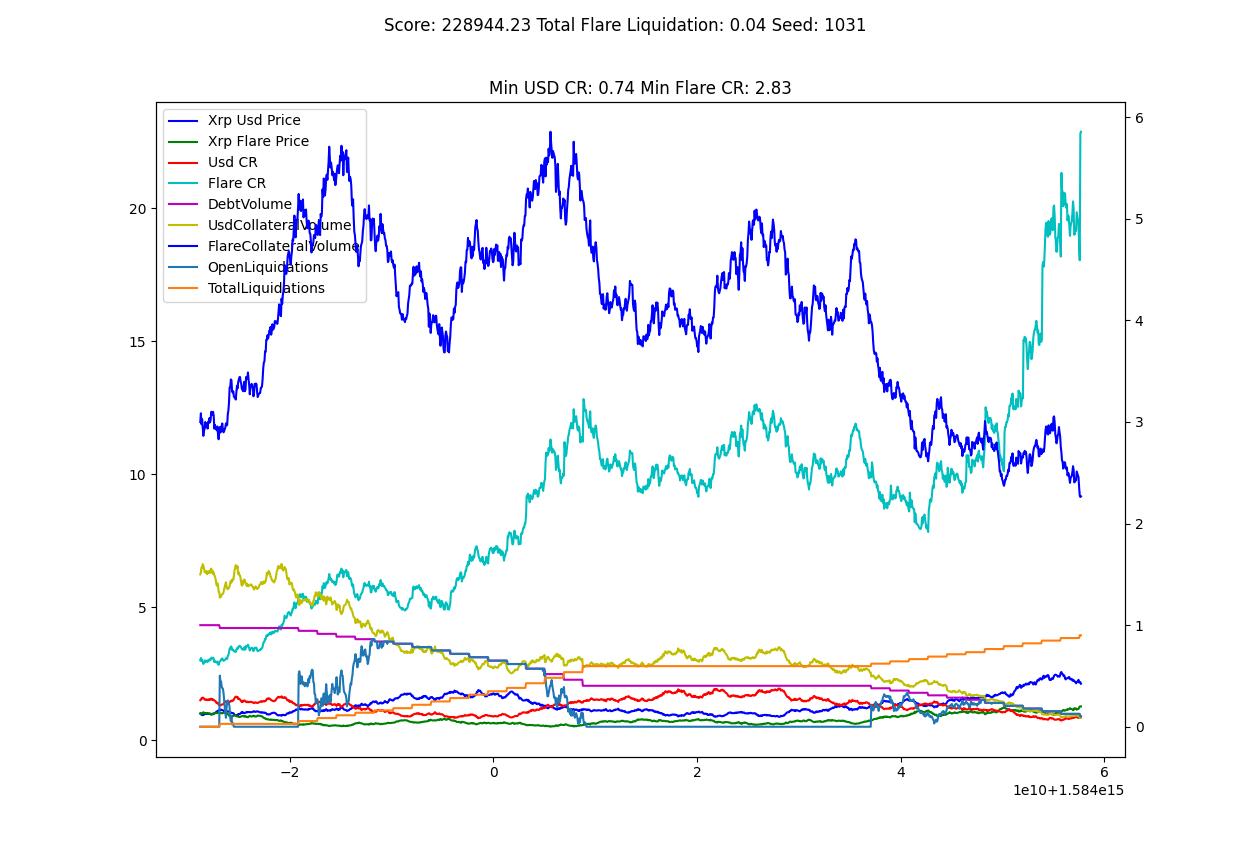 Score: 228944.23 Total Flare Liquidation: 0.04 Seed: 1031
Min USD CR: 0.74 Min Flare CR: 2.83
Xrp Usd Price
Xrp Flare Price
Usd CR
Flare CR
DebtVolume
UsdCollateralVolume
FlareCollateralVolume
OpenLiquidations
TotalLiquidations
20
15
10
5
0
6
5
4
3
2
1
0
−2
0
2
4
6
1e10+1.584e15